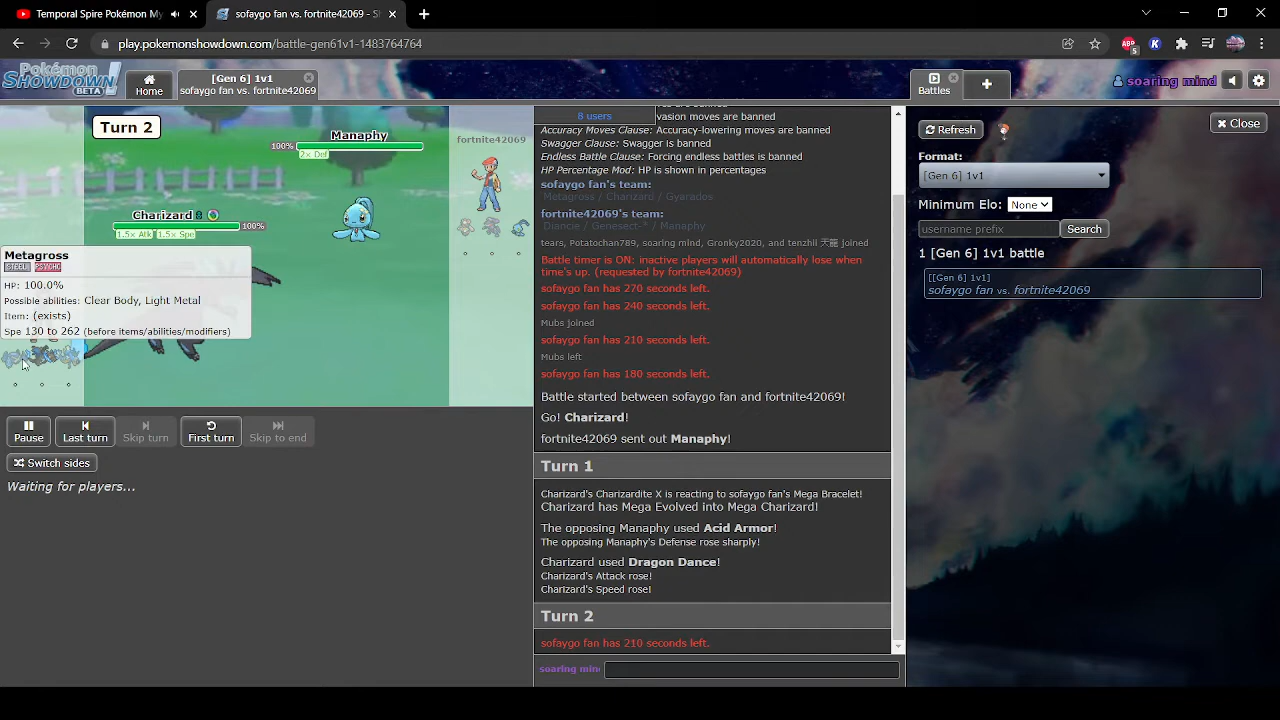 Temporal Spire Pokémon My
sofaygo fan vs. fortnite42069 - S
play.pokemonshowdown.com/battle-gen61v1-1483764764
ABP
5
K
Pokémon
SHOWDOWN!
BETA
Home
[Gen 6] 1v1
sofaygo fan vs. fortnite42069
Battles
soaring mind
Turn 2
Manaphy
100%
2× Def
Charizard
100%
1.5× Atk 1.5× Spe
fortnite42069
Metagross
STEEL PSYCHC
HP: 100.0%
Possible abilities: Clear Body, Light Metal
Item: (exists)
Spe 130 to 262 (before items/abilities/modifiers)
Pause
Last turn
Skip turn
First turn
Skip to end
Switch sides
Waiting for players...
8 users
vasion moves are banned
Accuracy Moves Clause: Accuracy-lowering moves are banned
Swagger Clause: Swagger is banned
Endless Battle Clause: Forcing endless battles is banned
HP Percentage Mod: HP is shown in percentages
sofaygo fan's team:
Metagross / Charizard / Gyarados
fortnite42069's team:
Diancie / Genesect-* / Manaphy
tears, Potatochan789, soaring mind, Gronky2020, and tenzhil 天麗 joined
Battle timer is ON: inactive players will automatically lose when
time's up. (requested by fortnite42069)
sofaygo fan has 270 seconds left.
sofaygo fan has 240 seconds left.
Mubs joined
sofaygo fan has 210 seconds left.
Mubs left
sofaygo fan has 180 seconds left.
Battle started between sofaygo fan and fortnite42069!
Go! Charizard!
fortnite42069 sent out Manaphy!
Turn 1
Charizard's Charizardite X is reacting to sofaygo fan's Mega Bracelet!
Charizard has Mega Evolved into Mega Charizard!
The opposing Manaphy used Acid Armor!
The opposing Manaphy's Defense rose sharply!
Charizard used Dragon Dance!
Charizard's Attack rose!
Charizard's Speed rose!
Turn 2
sofaygo fan has 210 seconds left.
soaring mind
Refresh
Close
Format:
[Gen 6] 1v1
Minimum Elo: None
username prefix
Search
1 [Gen 6] 1v1 battle
[[Gen 6] 1v1]
sofaygo fan vs. fortnite42069